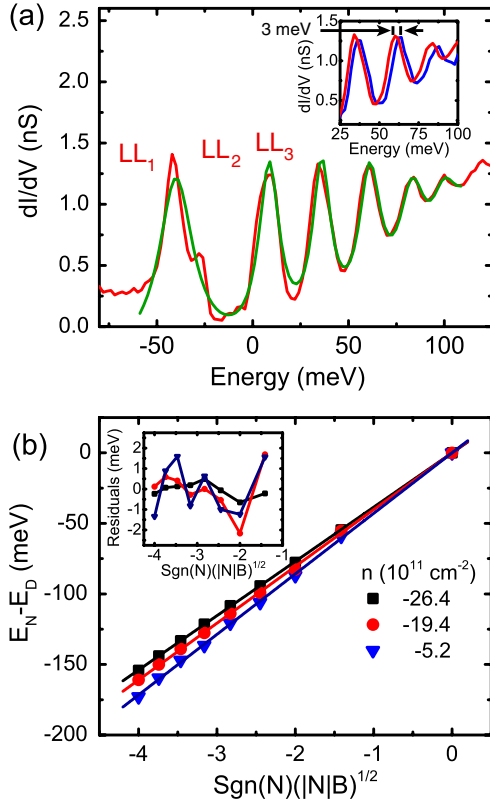 (a)
3 meV
dI/dV (nS)
1.5
1.0
0.5
25
50
75
100
Energy (meV)
LL1
LL2
LL3
dI/dV (nS)
2.5
2.0
1.5
1.0
0.5
0.0
-50
0
50
100
Energy (meV)
(b)
Residuals (meV)
2
1
0
-1
-2
-4
-3
-2
-1
Sgn(N)(|N|B)^1/2
E_N-E_D (meV)
0
-50
-100
-150
-200
n (10^11 cm^-2)
-26.4
-19.4
-5.2
-4
-3
-2
-1
0
Sgn(N)(|N|B)^1/2